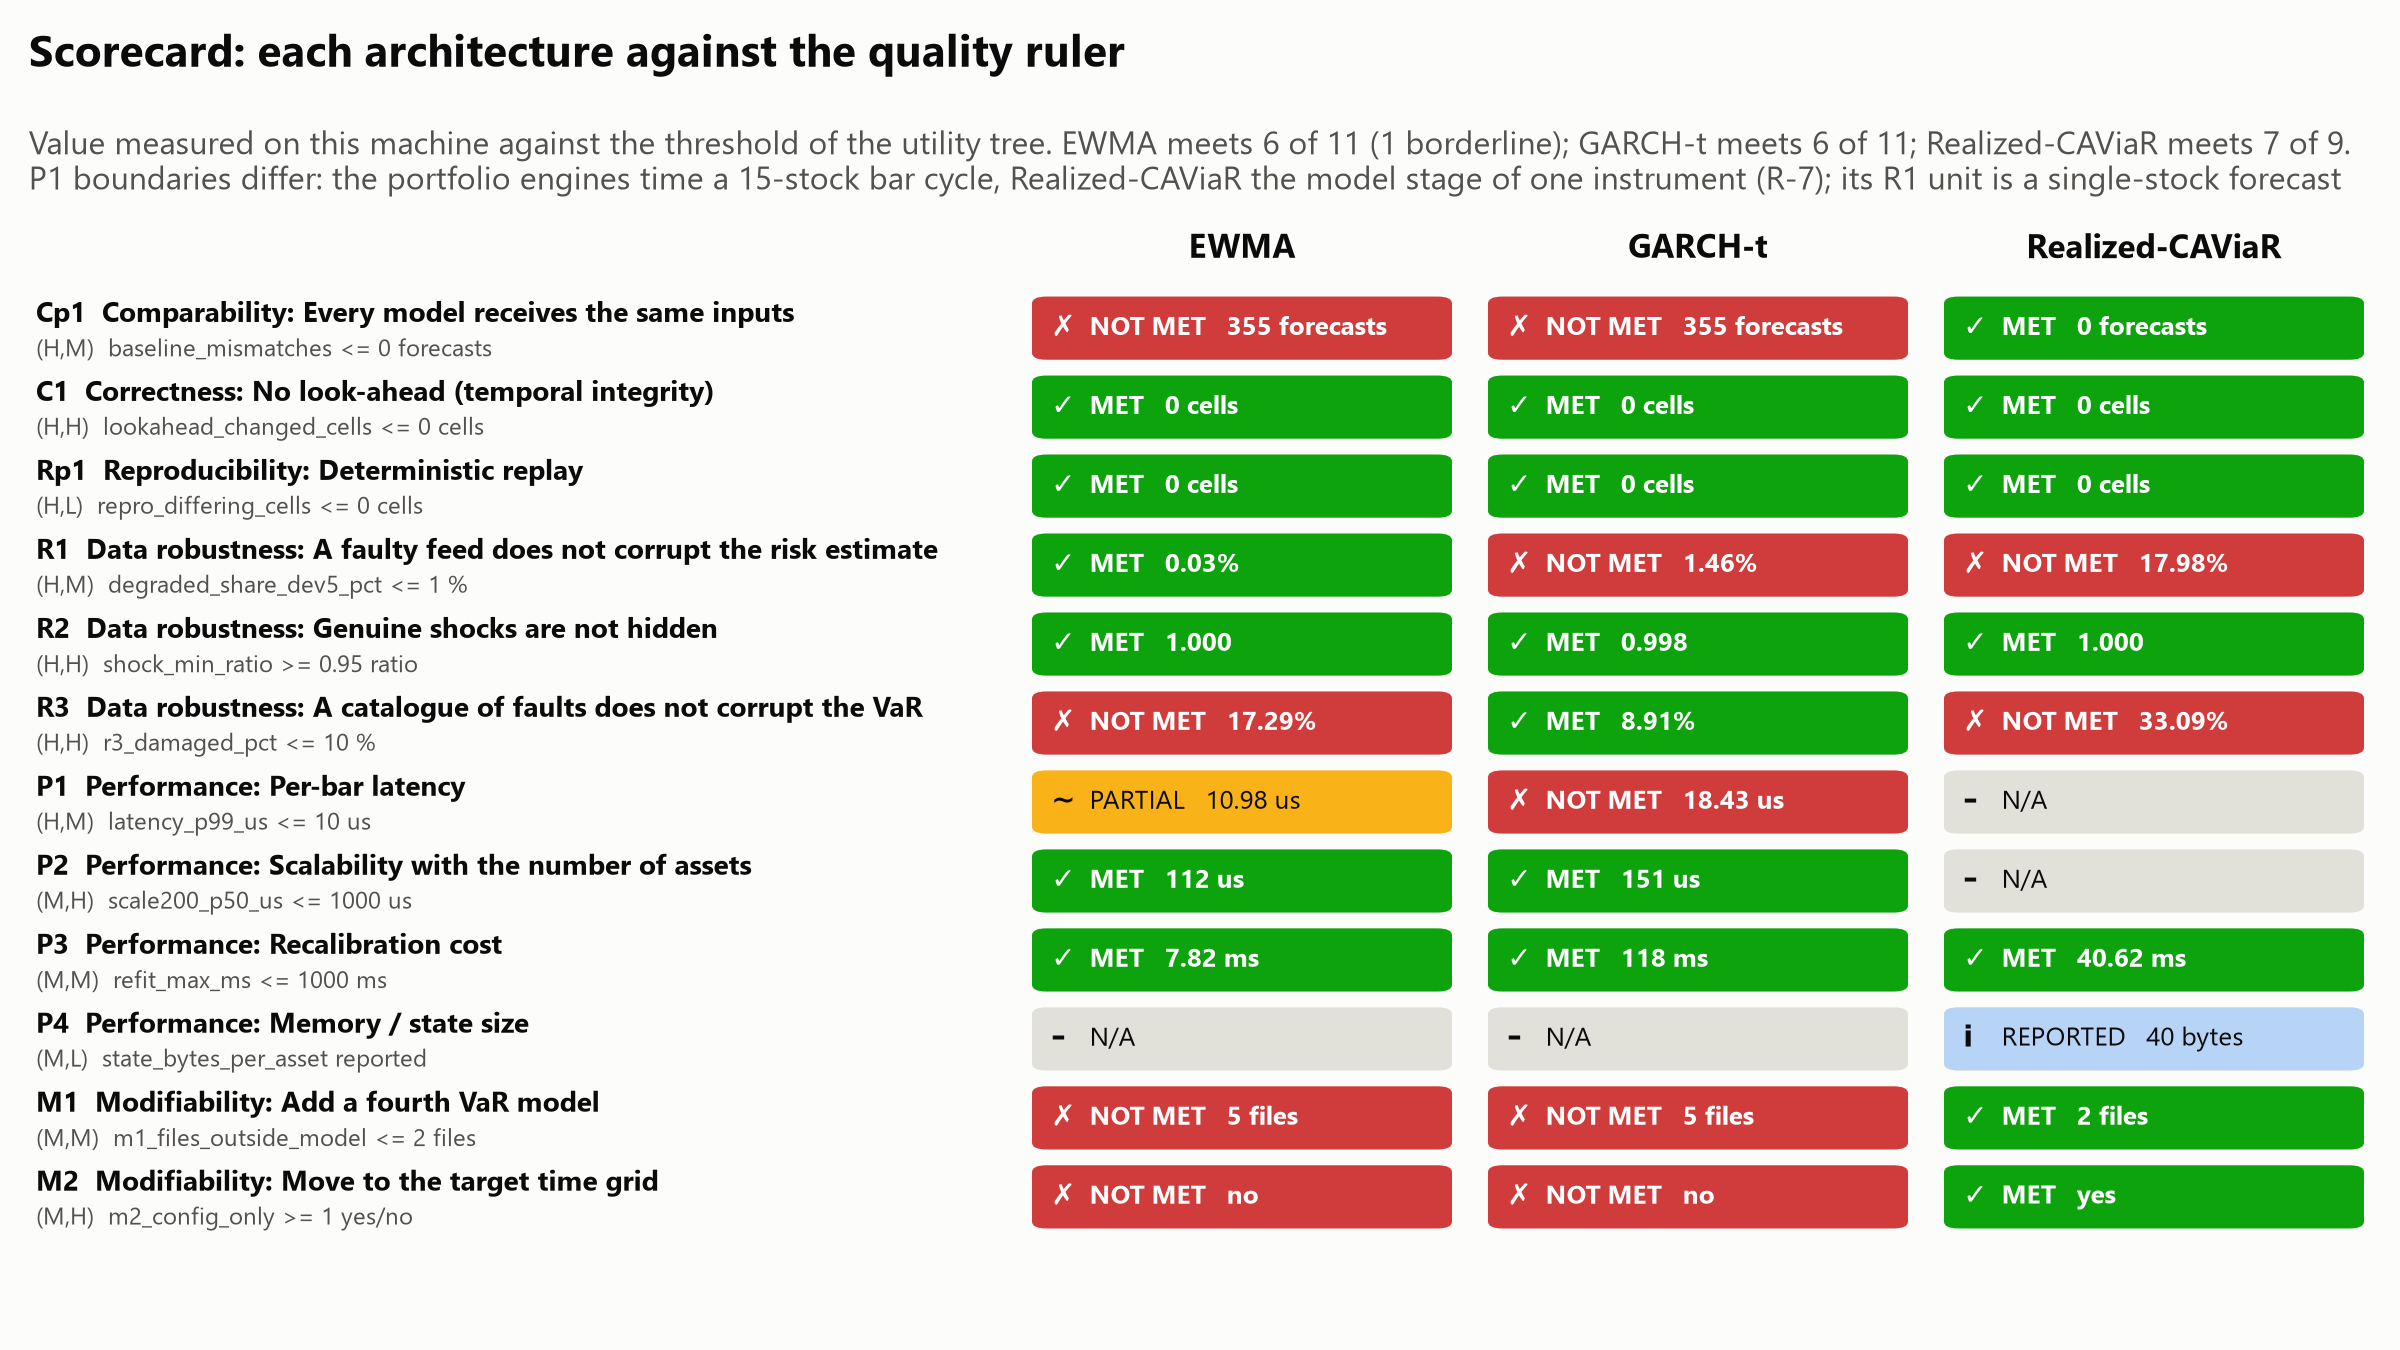 Scorecard: each architecture against the quality ruler
Value measured on this machine against the threshold of the utility tree. EWMA meets 6 of 11 (1 borderline); GARCH-t meets 6 of 11; Realized-CAViaR meets 7 of 9.
P1 boundaries differ: the portfolio engines time a 15-stock bar cycle, Realized-CAViaR the model stage of one instrument (R-7); its R1 unit is a single-stock forecast
EWMA GARCH-t Realized-CAViaR
Cp1 Comparability: Every model receives the same inputs
(H,M) baseline_mismatches <= 0 forecasts
✗ NOT MET 355 forecasts ✗ NOT MET 355 forecasts ✓ MET 0 forecasts
C1 Correctness: No look-ahead (temporal integrity)
(H,H) lookahead_changed_cells <= 0 cells
✓ MET 0 cells ✓ MET 0 cells ✓ MET 0 cells
Rp1 Reproducibility: Deterministic replay
(H,L) repro_differing_cells <= 0 cells
✓ MET 0 cells ✓ MET 0 cells ✓ MET 0 cells
R1 Data robustness: A faulty feed does not corrupt the risk estimate
(H,M) degraded_share_dev5_pct <= 1 %
✓ MET 0.03% ✗ NOT MET 1.46% ✗ NOT MET 17.98%
R2 Data robustness: Genuine shocks are not hidden
(H,H) shock_min_ratio >= 0.95 ratio
✓ MET 1.000 ✓ MET 0.998 ✓ MET 1.000
R3 Data robustness: A catalogue of faults does not corrupt the VaR
(H,H) r3_damaged_pct <= 10 %
✗ NOT MET 17.29% ✓ MET 8.91% ✗ NOT MET 33.09%
P1 Performance: Per-bar latency
(H,M) latency_p99_us <= 10 us
~ PARTIAL 10.98 us ✗ NOT MET 18.43 us - N/A
P2 Performance: Scalability with the number of assets
(M,H) scale200_p50_us <= 1000 us
✓ MET 112 us ✓ MET 151 us - N/A
P3 Performance: Recalibration cost
(M,M) refit_max_ms <= 1000 ms
✓ MET 7.82 ms ✓ MET 118 ms ✓ MET 40.62 ms
P4 Performance: Memory / state size
(M,L) state_bytes_per_asset reported
- N/A - N/A i REPORTED 40 bytes
M1 Modifiability: Add a fourth VaR model
(M,M) m1_files_outside_model <= 2 files
✗ NOT MET 5 files ✗ NOT MET 5 files ✓ MET 2 files
M2 Modifiability: Move to the target time grid
(M,H) m2_config_only >= 1 yes/no
✗ NOT MET no ✗ NOT MET no ✓ MET yes